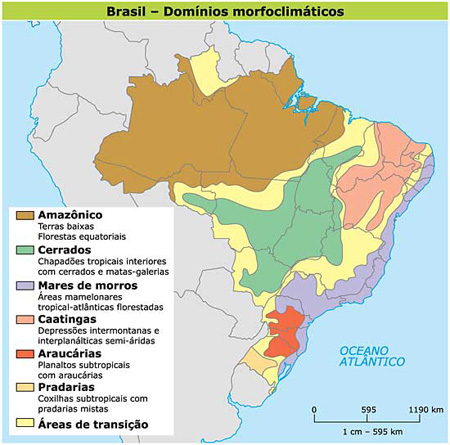 Brasil – Domínios morfoclimáticos
Amazônico
Terras baixas
Florestas equatoriais
Cerrados
Chapadões tropicais interiores
com cerrados e matas-galerias
Mares de morros
Áreas mamelonares
tropical-atlânticas florestadas
Caatingas
Depressões intermontanas e
interplanálticas semi-áridas
Araucárias
Planaltos subtropicais
com araucárias
Pradarias
Coxilhas subtropicais com
pradarias mistas
Áreas de transição
OCEANO
ATLÂNTICO
0 595 1190 km
1 cm – 595 km